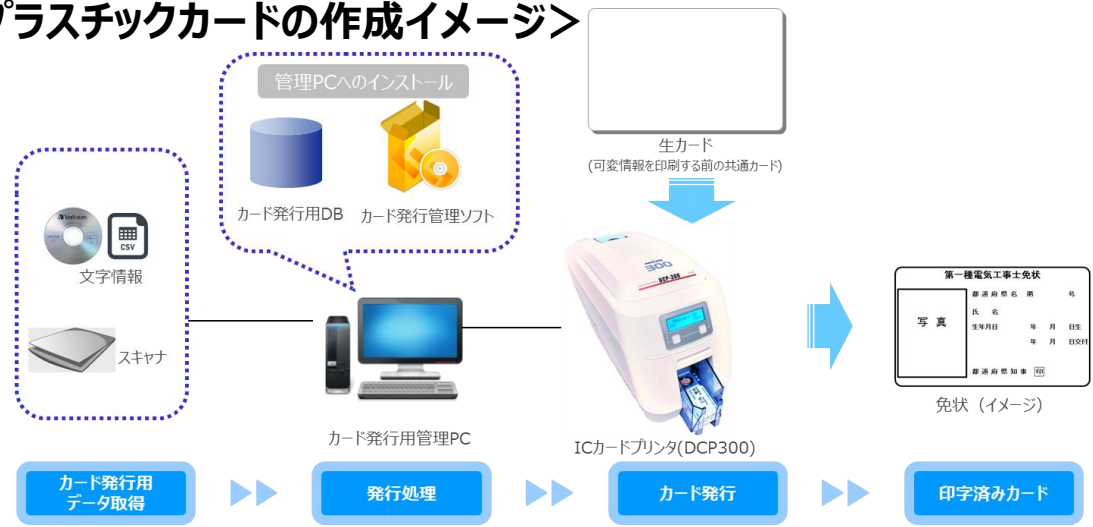 プラスチックカードの作成イメージ＞
管理PCへのインストール
カード発行用DB
カード発行管理ソフト
生カード
(可変情報を印刷する前の共通カード)
Verbatim
CSV
文字情報
スキャナ
カード発行用管理PC
300
DCP-300
ICカードプリンタ(DCP300)
第一種電気工事士免状
写 真
都道府県名 第 号
氏 名
生年月日 年 月 日生
年 月 日交付
都道府県知事 印
免状（イメージ）
カード発行用
データ取得
発行処理
カード発行
印字済みカード